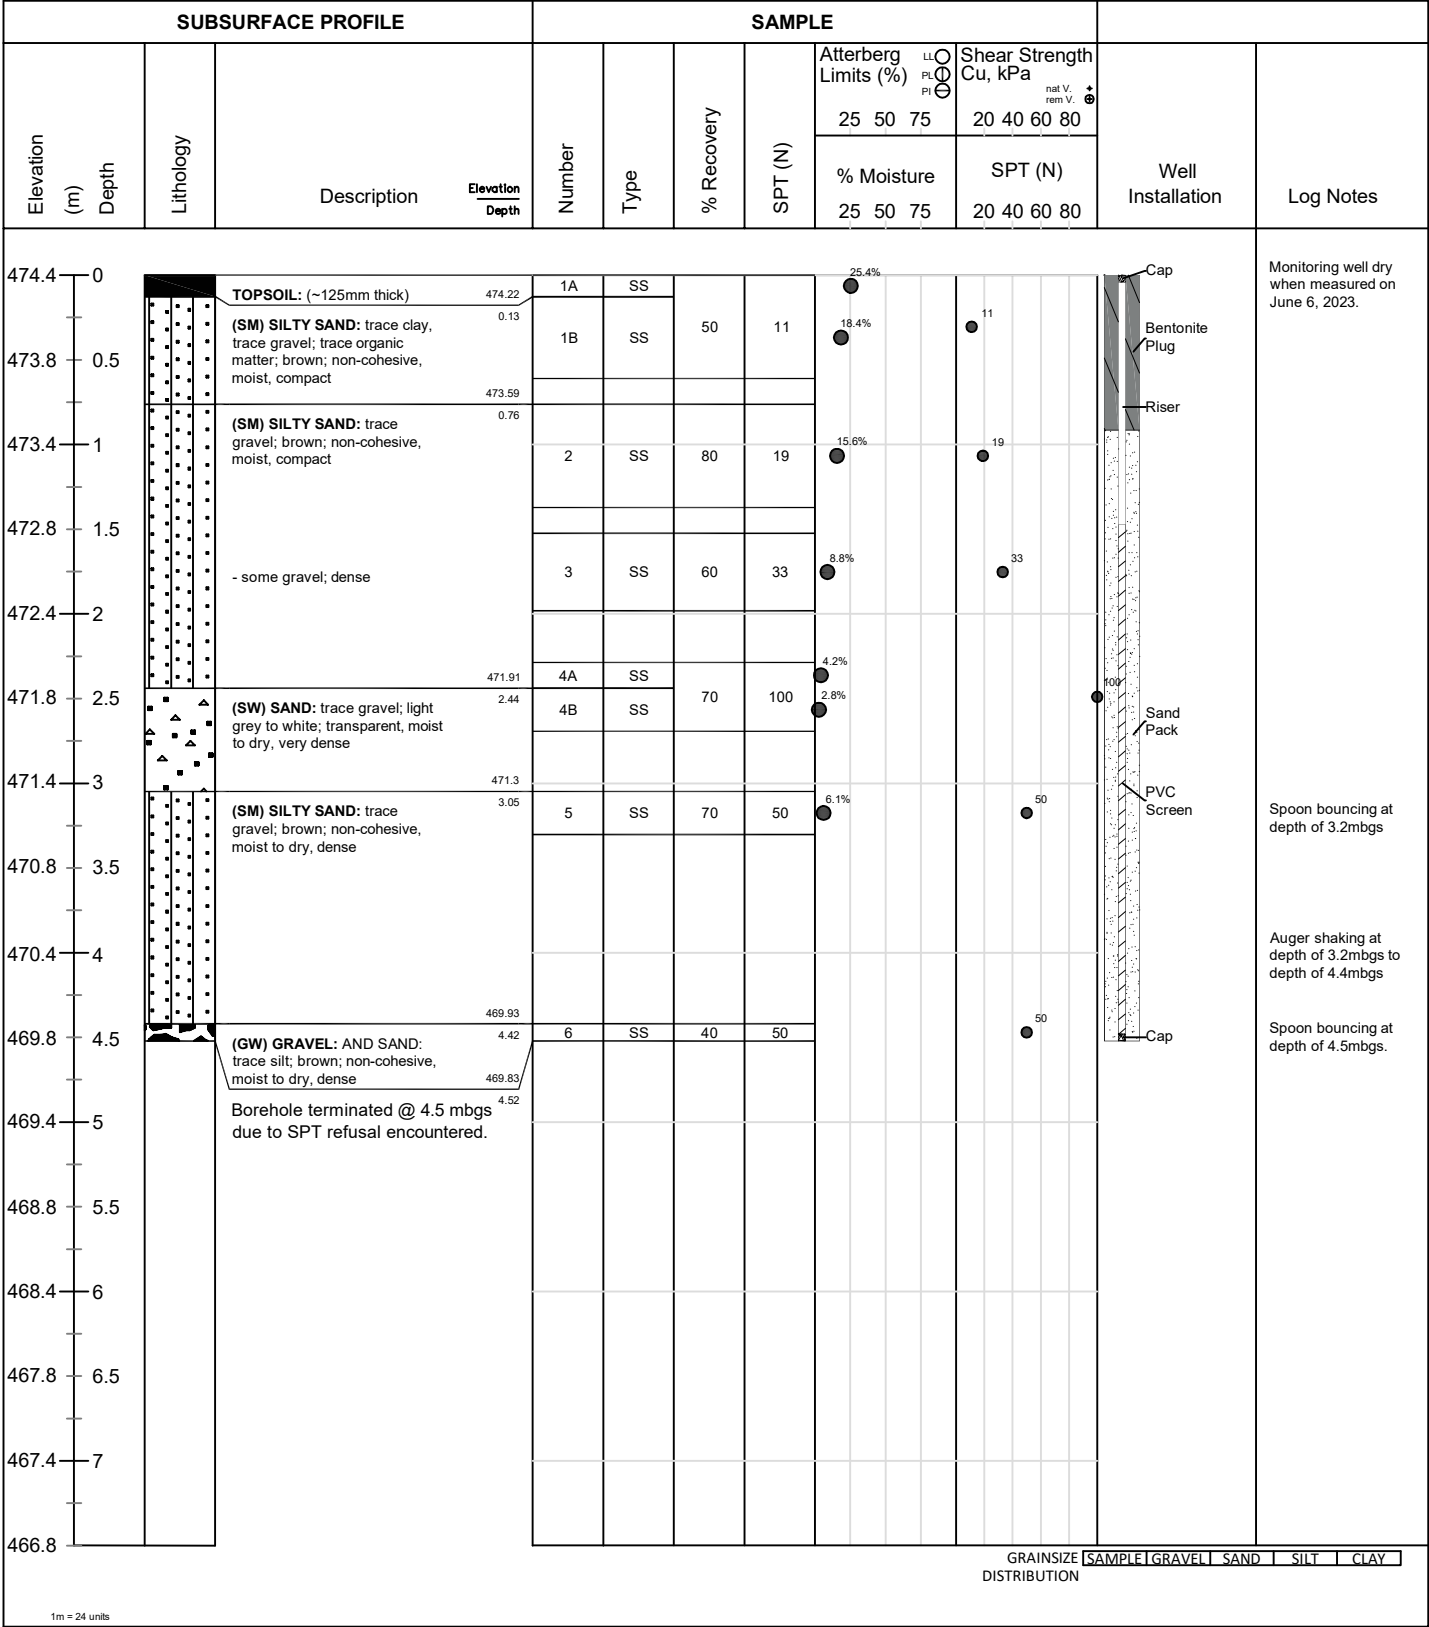 SUBSURFACE PROFILE
SAMPLE
Elevation
(m)
Depth
Lithology
Description
Elevation
Depth
Number
Type
% Recovery
SPT (N)
Atterberg
Limits (%)
LL
PL
PI
25 50 75
% Moisture
25 50 75
Shear Strength
Cu, kPa
nat V.
rem V.
20 40 60 80
SPT (N)
20 40 60 80
Well
Installation
Log Notes
474.4 0
473.8 0.5
473.4 1
472.8 1.5
472.4 2
471.8 2.5
471.4 3
470.8 3.5
470.4 4
469.8 4.5
469.4 5
468.8 5.5
468.4 6
467.8 6.5
467.4 7
466.8
TOPSOIL: (~125mm thick)
474.22
0.13
(SM) SILTY SAND: trace clay,
trace gravel; trace organic
matter; brown; non-cohesive,
moist, compact
473.59
0.76
(SM) SILTY SAND: trace
gravel; brown; non-cohesive,
moist, compact
- some gravel; dense
471.91
2.44
(SW) SAND: trace gravel; light
grey to white; transparent, moist
to dry, very dense
471.3
3.05
(SM) SILTY SAND: trace
gravel; brown; non-cohesive,
moist to dry, dense
469.93
4.42
(GW) GRAVEL: AND SAND:
trace silt; brown; non-cohesive,
moist to dry, dense
469.83
4.52
Borehole terminated @ 4.5 mbgs
due to SPT refusal encountered.
1A SS
1B SS 50 11
2 SS 80 19
3 SS 60 33
4A SS
70 100
4B SS
5 SS 70 50
6 SS 40 50
25.4%
18.4%
15.6%
8.8%
4.2%
2.8%
6.1%
11
19
33
100
50
50
Cap
Bentonite
Plug
Riser
Sand
Pack
PVC
Screen
Cap
Monitoring well dry
when measured on
June 6, 2023.
Spoon bouncing at
depth of 3.2mbgs
Auger shaking at
depth of 3.2mbgs to
depth of 4.4mbgs
Spoon bouncing at
depth of 4.5mbgs.
GRAINSIZE
DISTRIBUTION
SAMPLE GRAVEL SAND SILT CLAY
1m = 24 units